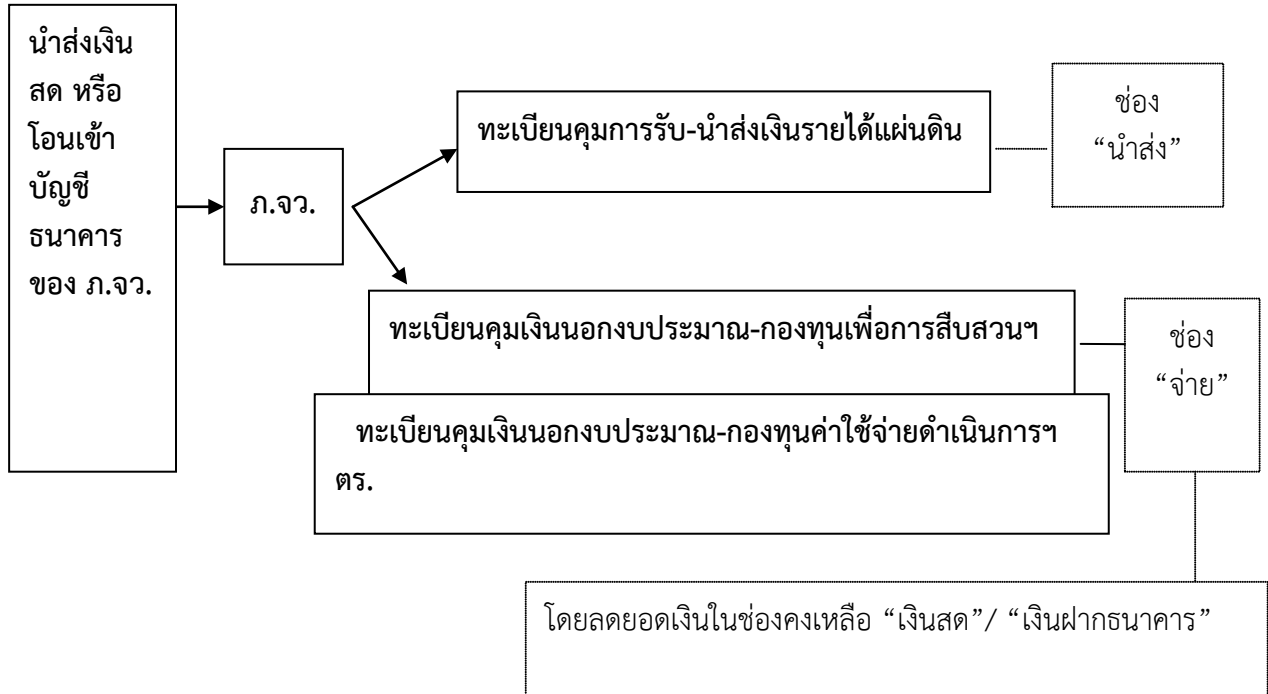 นำส่งเงิน
สด หรือ
โอนเข้า
บัญชี
ธนาคาร
ของ ภ.จว.
ภ.จว.
ทะเบียนคุมการรับ-นำส่งเงินรายได้แผ่นดิน
ช่อง
“นำส่ง”
ทะเบียนคุมเงินนอกงบประมาณ-กองทุนเพื่อการสืบสวนฯ
ทะเบียนคุมเงินนอกงบประมาณ-กองทุนค่าใช้จ่ายดำเนินการฯ
ตร.
ช่อง
“จ่าย”
โดยลดยอดเงินในช่องคงเหลือ “เงินสด”/ “เงินฝากธนาคาร”